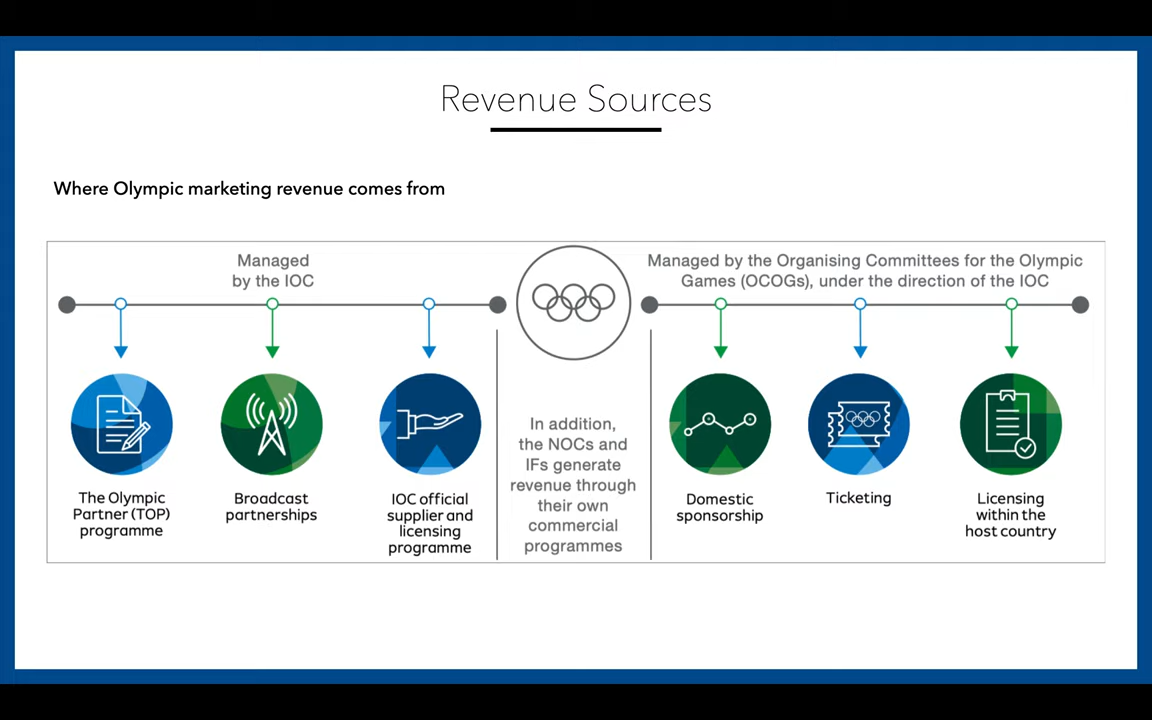 Revenue Sources
Where Olympic marketing revenue comes from
Managed
by the IOC
Managed by the Organising Committees for the Olympic
Games (OCOGs), under the direction of the IOC
The Olympic
Partner (TOP)
programme
Broadcast
partnerships
IOC official
supplier and
licensing
programme
In addition,
the NOCs and
IFs generate
revenue through
their own
commercial
programmes
Domestic
sponsorship
Ticketing
Licensing
within the
host country